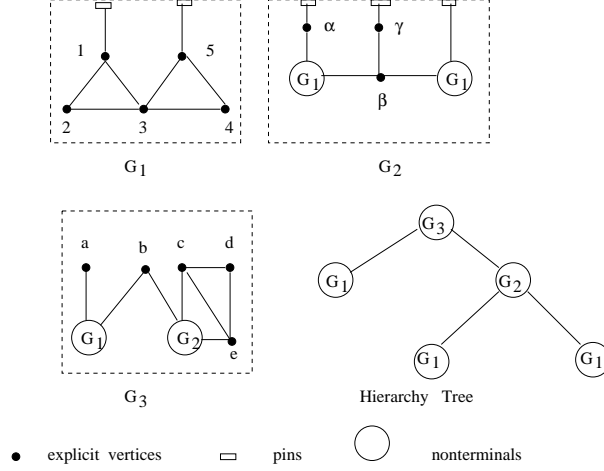 1 5
2 3 4
G1
α γ
G1 G1
β
G2
a b c d
G1 G2
e
G3
G3
G1 G2
G1 G1
Hierarchy Tree
explicit vertices pins nonterminals